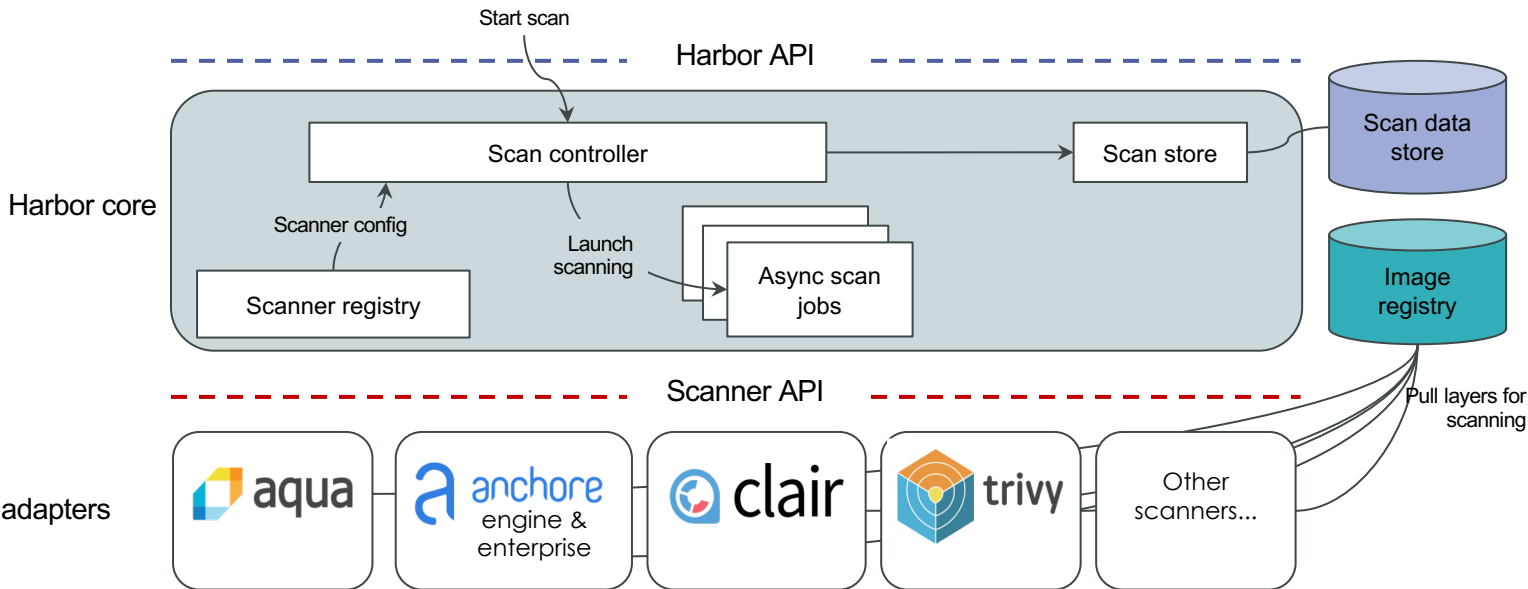 Start scan
Harbor API
Scan data
store
Scan controller
Scan store
Harbor core
Scanner config
Launch
scanning
Async scan
jobs
Scanner registry
Image
registry
Scanner API
Pull layers for
scanning
adapters
aqua
anchore
engine &
enterprise
clair
trivy
Other
scanners...